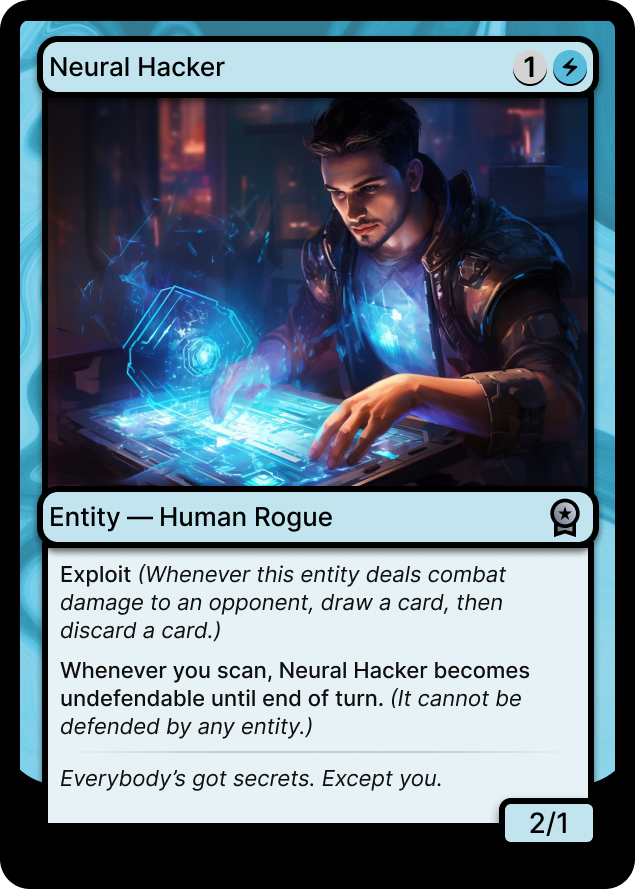 Neural Hacker 1
Entity — Human Rogue
Exploit (Whenever this entity deals combat
damage to an opponent, draw a card, then
discard a card.)
Whenever you scan, Neural Hacker becomes
undefendable until end of turn. (It cannot be
defended by any entity.)
Everybody’s got secrets. Except you.
2/1